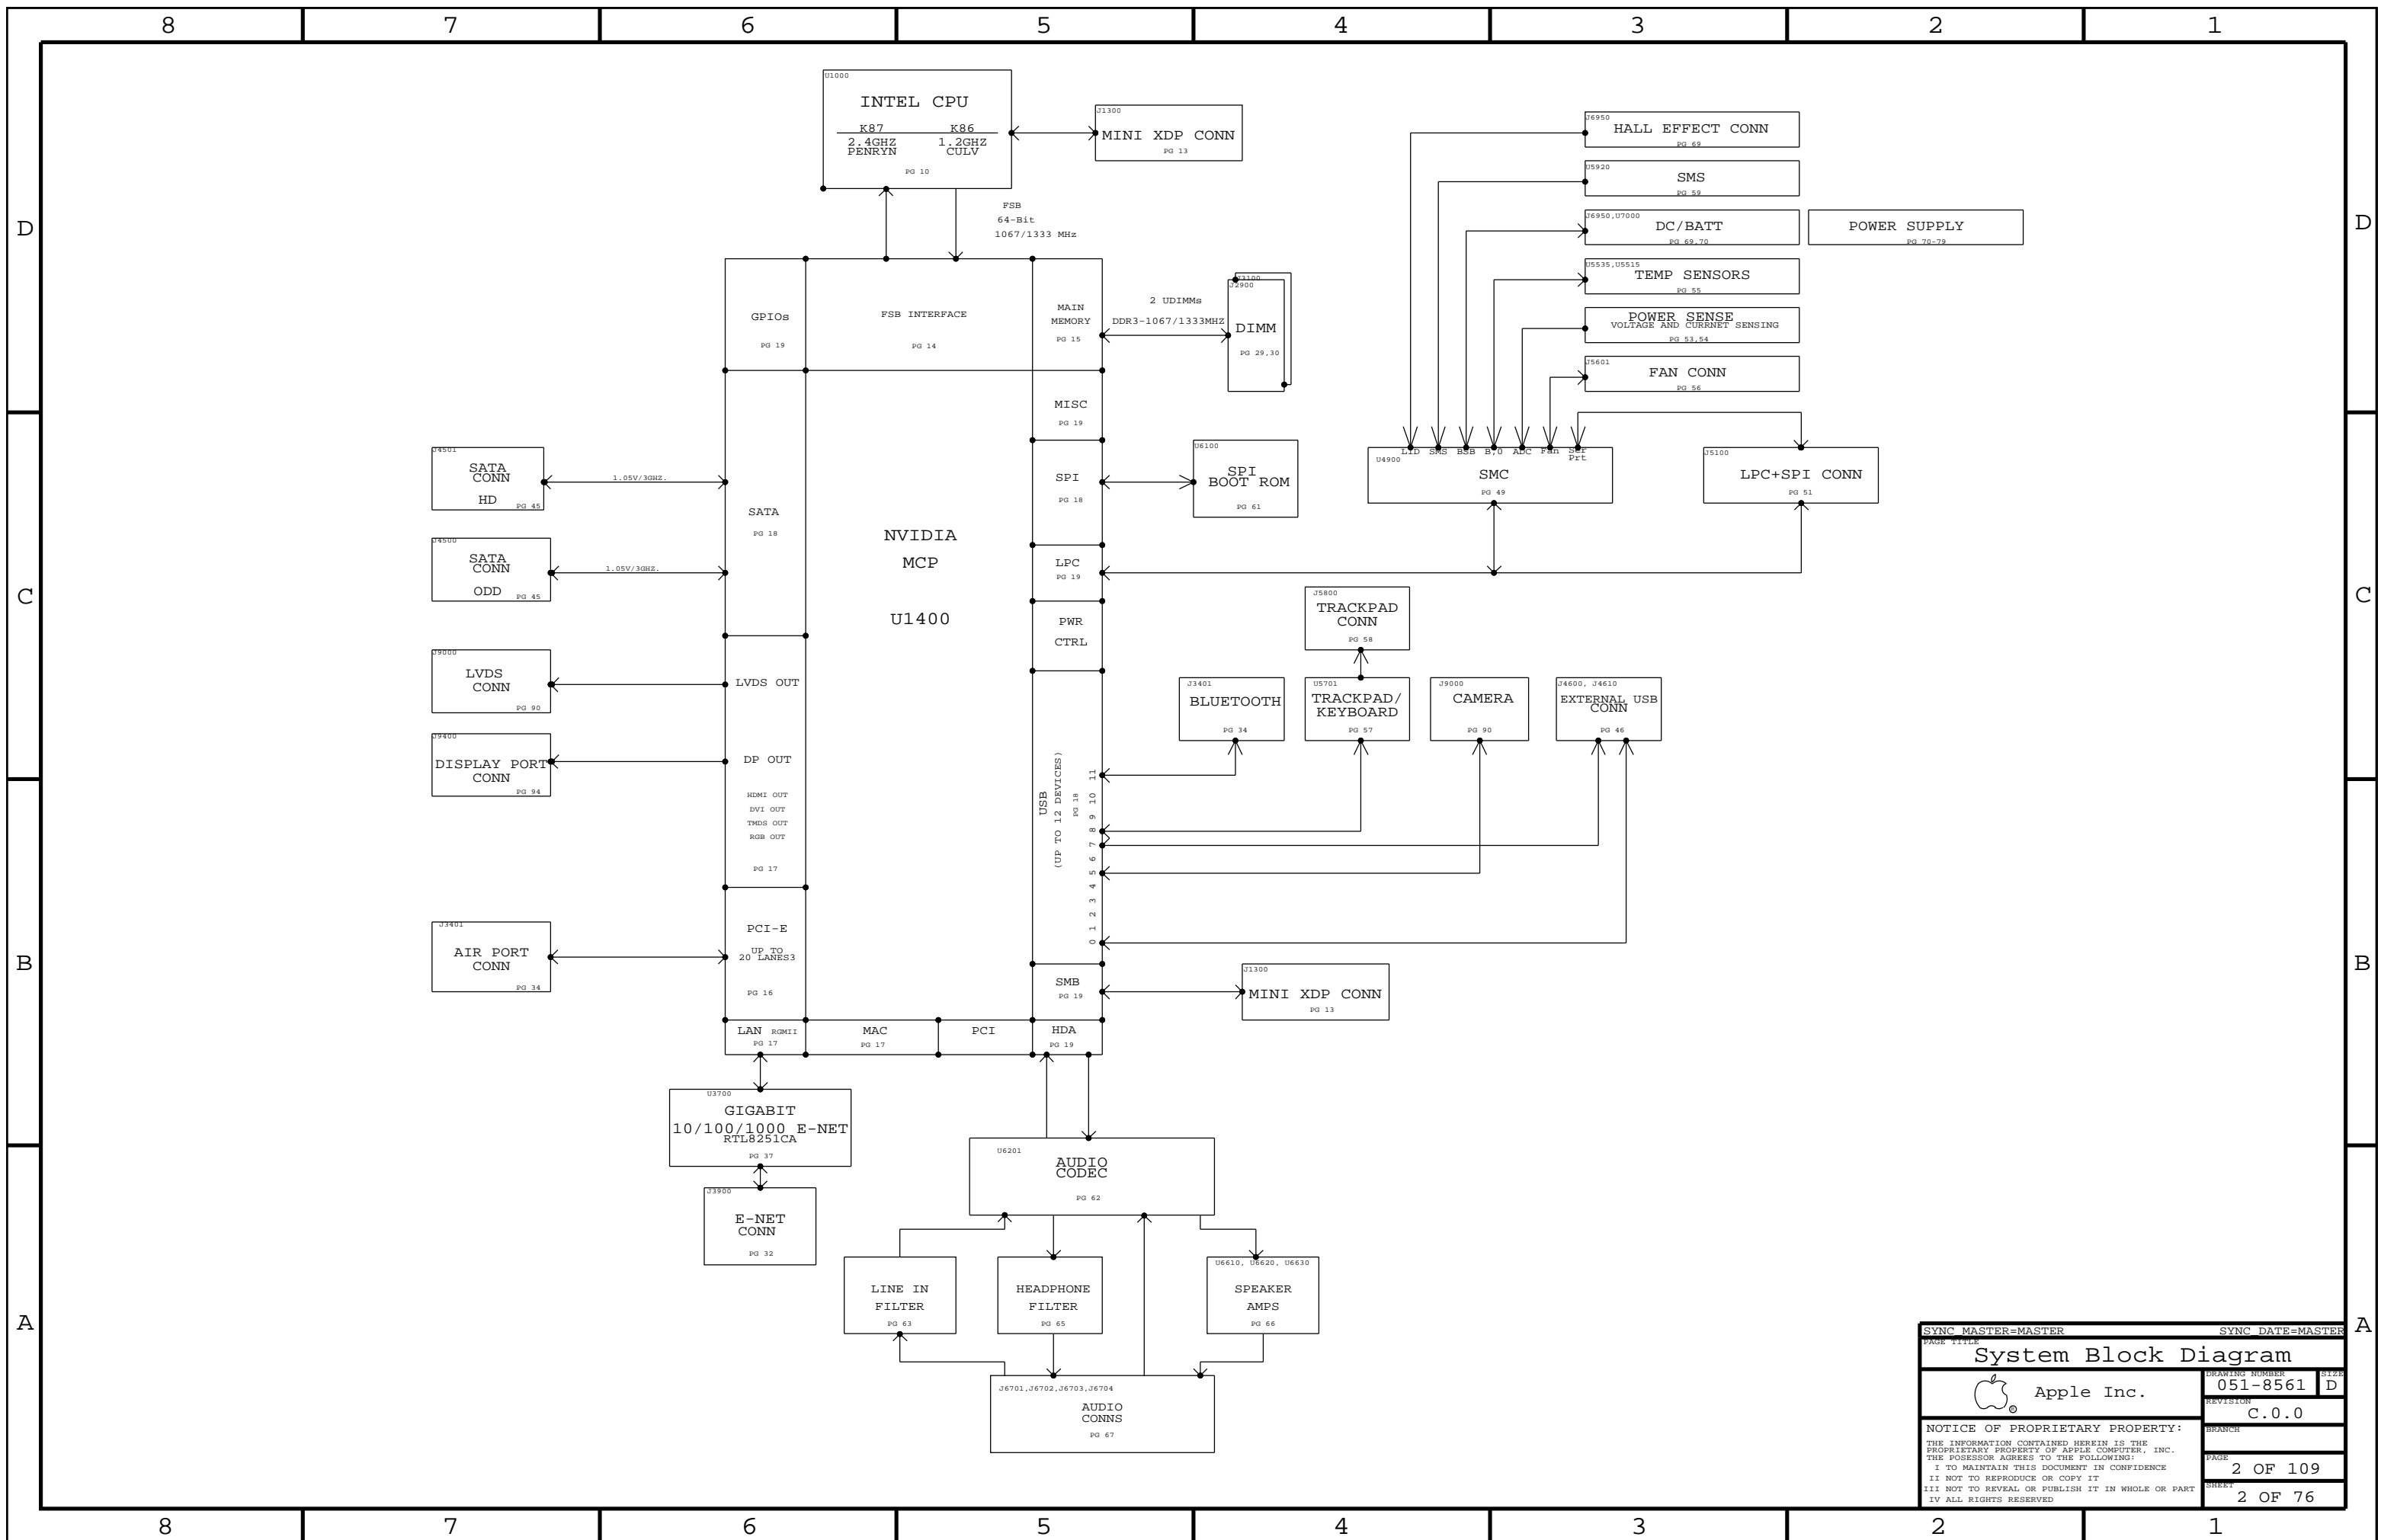 8 7 6 5 4 3 2 1
U1000
INTEL CPU
K87 K86
2.4GHZ 1.2GHZ
PENRYN CULV
PG 10
J1300
MINI XDP CONN
PG 13
FSB
64-Bit
1067/1333 MHz
J6950
HALL EFFECT CONN
PG 69
U5920
SMS
PG 59
J6950,U7000
DC/BATT
PG 69,70
POWER SUPPLY
PG 70-79
U5535,U5515
TEMP SENSORS
PG 55
POWER SENSE
VOLTAGE AND CURRNET SENSING
PG 53,54
J5601
FAN CONN
PG 56
D
D
GPIOs
PG 19
FSB INTERFACE
PG 14
MAIN
MEMORY
PG 15
2 UDIMMs
DDR3-1067/1333MHZ
J3100
J2900
DIMM
PG 29,30
MISC
PG 19
J4501
SATA
CONN
HD
PG 45
1.05V/3GHZ.
J4500
SATA
CONN
ODD
PG 45
1.05V/3GHZ.
SATA
PG 18
NVIDIA
MCP
U1400
SPI
PG 18
U6100
SPI
BOOT ROM
PG 61
LID SMS BSB B,0 ADC Fan Ser
Prt
U4900
SMC
PG 49
J5100
LPC+SPI CONN
PG 51
LPC
PG 19
PWR
CTRL
C
C
J9000
LVDS
CONN
PG 90
LVDS OUT
J9400
DISPLAY PORT
CONN
PG 94
DP OUT
HDMI OUT
DVI OUT
TMDS OUT
RGB OUT
PG 17
J5800
TRACKPAD
CONN
PG 58
J3401
BLUETOOTH
PG 34
U5701
TRACKPAD/
KEYBOARD
PG 57
J9000
CAMERA
PG 90
J4600, J4610
EXTERNAL USB
CONN
PG 46
USB
(UP TO 12 DEVICES)
PG 18
0 1 2 3 4 5 6 7 8 9 10 11
J3401
AIR PORT
CONN
PG 34
PCI-E
UP TO
20 LANES3
PG 16
B
B
SMB
PG 19
J1300
MINI XDP CONN
PG 13
LAN RGMII
PG 17
MAC
PG 17
PCI
HDA
PG 19
U3700
GIGABIT
10/100/1000 E-NET
RTL8251CA
PG 37
J3900
E-NET
CONN
PG 32
U6201
AUDIO
CODEC
PG 62
LINE IN
FILTER
PG 63
HEADPHONE
FILTER
PG 65
U6610, U6620, U6630
SPEAKER
AMPS
PG 66
J6701,J6702,J6703,J6704
AUDIO
CONNS
PG 67
A
A
SYNC_MASTER=MASTER SYNC_DATE=MASTER
PAGE TITLE
System Block Diagram
Apple Inc.
®
DRAWING NUMBER
051-8561
SIZE
D
REVISION
C.0.0
BRANCH
PAGE
2 OF 109
SHEET
2 OF 76
NOTICE OF PROPRIETARY PROPERTY:
THE INFORMATION CONTAINED HEREIN IS THE
PROPRIETARY PROPERTY OF APPLE COMPUTER, INC.
THE POSESSOR AGREES TO THE FOLLOWING:
I TO MAINTAIN THIS DOCUMENT IN CONFIDENCE
II NOT TO REPRODUCE OR COPY IT
III NOT TO REVEAL OR PUBLISH IT IN WHOLE OR PART
IV ALL RIGHTS RESERVED
8 7 6 5 4 3 2 1